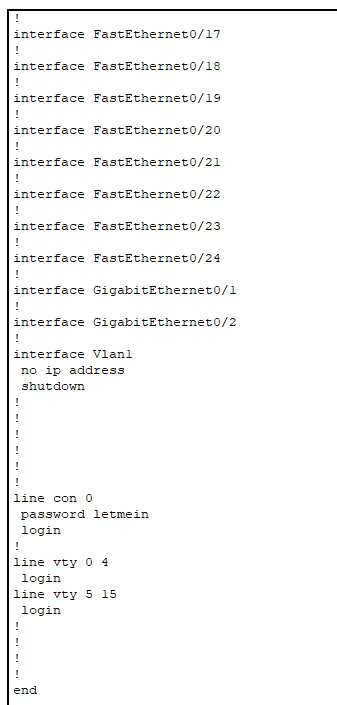 !
interface FastEthernet0/17
!
interface FastEthernet0/18
!
interface FastEthernet0/19
!
interface FastEthernet0/20
!
interface FastEthernet0/21
!
interface FastEthernet0/22
!
interface FastEthernet0/23
!
interface FastEthernet0/24
!
interface GigabitEthernet0/1
!
interface GigabitEthernet0/2
!
interface Vlan1
 no ip address
 shutdown
!
!
!
!
!
!
line con 0
 password letmein
 login
!
line vty 0 4
 login
line vty 5 15
 login
!
!
!
!
end